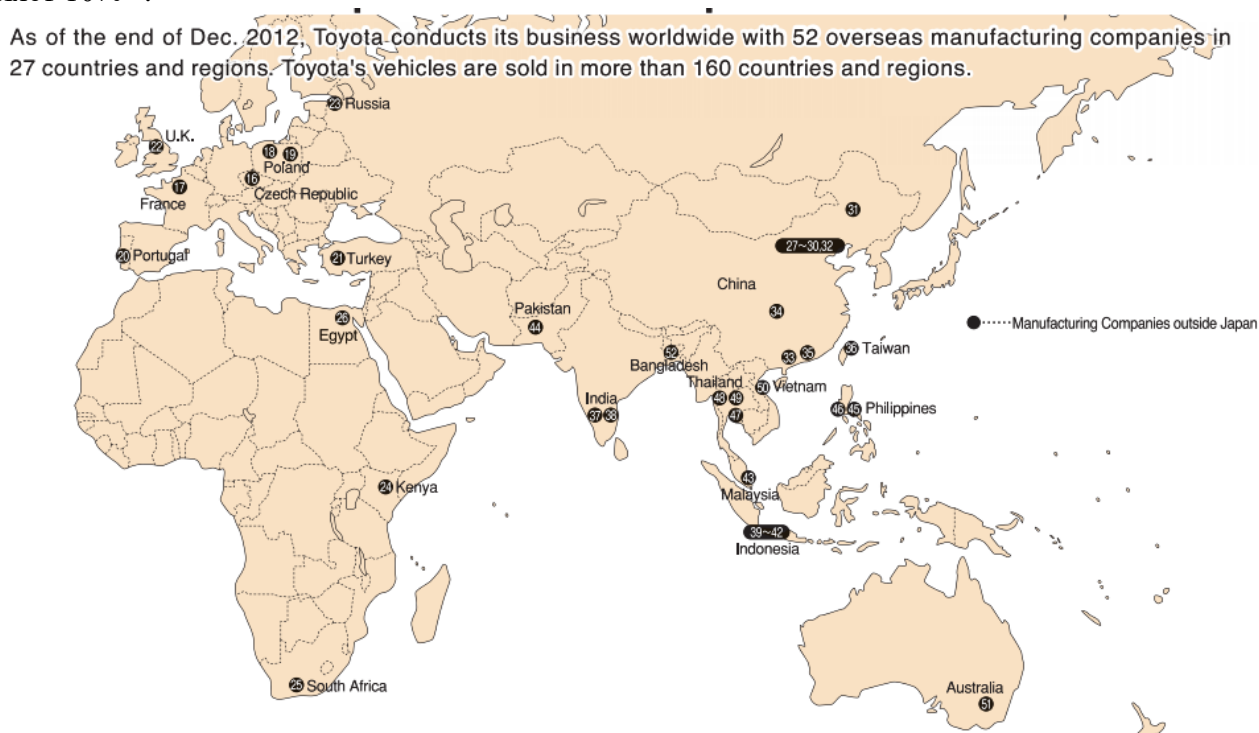 As of the end of Dec. 2012, Toyota conducts its business worldwide with 52 overseas manufacturing companies in
27 countries and regions. Toyota's vehicles are sold in more than 160 countries and regions.
23 Russia
U.K.
22
18 19
Poland
16
Czech Republic
17
France
20 Portugal
21 Turkey
31
27~30,32
China
34
Pakistan
44
26
Egypt
Manufacturing Companies outside Japan
33 35
36 Taiwan
52
Bangladesh
Thailand
48 49
47
50 Vietnam
India
37 38
46 45 Philippines
24 Kenya
43
Malaysia
39~42
Indonesia
25 South Africa
Australia
51